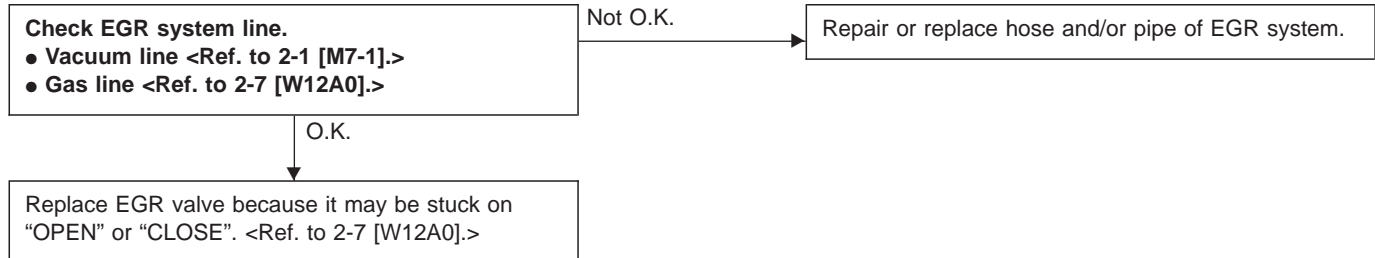 Check EGR system line.
● Vacuum line <Ref. to 2-1 [M7-1].>
● Gas line <Ref. to 2-7 [W12A0].>
Not O.K.
Repair or replace hose and/or pipe of EGR system.
O.K.
Replace EGR valve because it may be stuck on
“OPEN” or “CLOSE”. <Ref. to 2-7 [W12A0].>